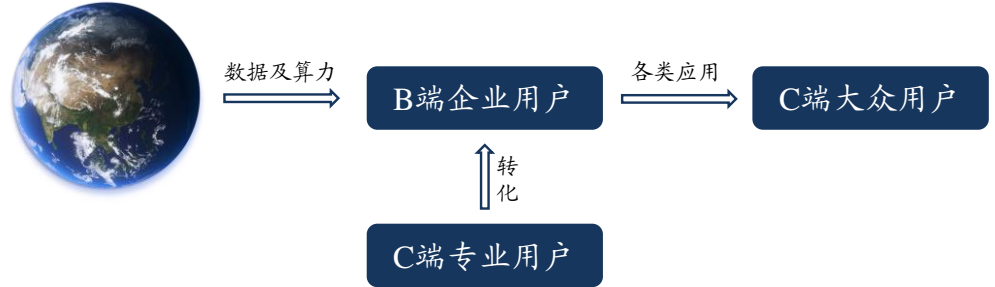 数据及算力
B端企业用户
各类应用
C端大众用户
转
化
C端专业用户